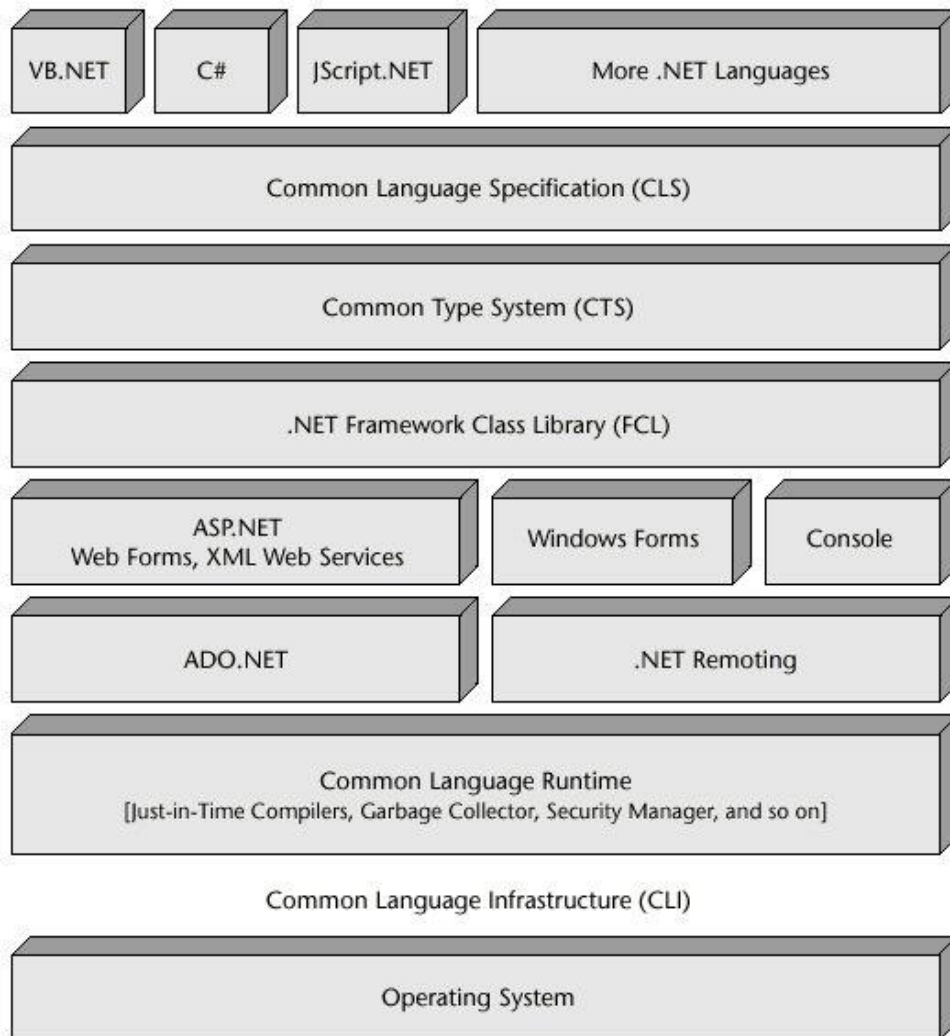 VB.NET
C#
JScript.NET
More .NET Languages
Common Language Specification (CLS)
Common Type System (CTS)
.NET Framework Class Library (FCL)
ASP.NET
Web Forms, XML Web Services
Windows Forms
Console
ADO.NET
.NET Remoting
Common Language Runtime
[Just-in-Time Compilers, Garbage Collector, Security Manager, and so on]
Common Language Infrastructure (CLI)
Operating System